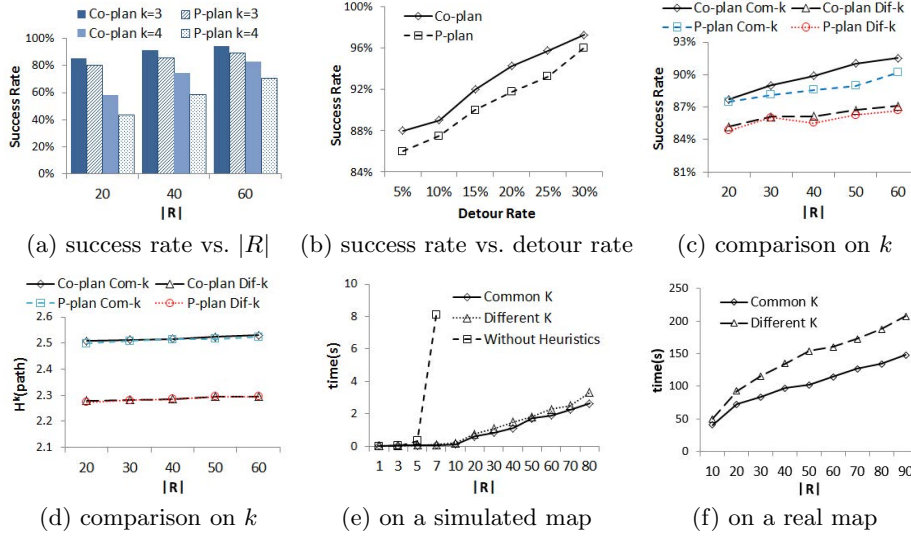 Co-plan k=3 P-plan k=3
Co-plan k=4 P-plan k=4
100%
80%
60%
40%
20%
0%
Success Rate
20 40 60
|R|
(a) success rate vs. |R|
Co-plan
P-plan
100%
96%
92%
88%
84%
Success Rate
5% 10% 15% 20% 25% 30%
Detour Rate
(b) success rate vs. detour rate
Co-plan Com-k Co-plan Dif-k
P-plan Com-k P-plan Dif-k
93%
90%
87%
84%
81%
Success Rate
20 30 40 50 60
|R|
(c) comparison on k
Co-plan Com-k Co-plan Dif-k
P-plan Com-k P-plan Dif-k
2.6
2.5
2.3
2.2
2.1
H^k(path)
20 30 40 50 60
|R|
(d) comparison on k
Common K
Different K
Without Heuristics
10
8
6
4
2
0
time(s)
1 3 5 7 10 20 30 40 50 60 70 80
|R|
(e) on a simulated map
Common K
Different K
250
200
150
100
50
0
time(s)
10 20 30 40 50 60 70 80 90
|R|
(f) on a real map